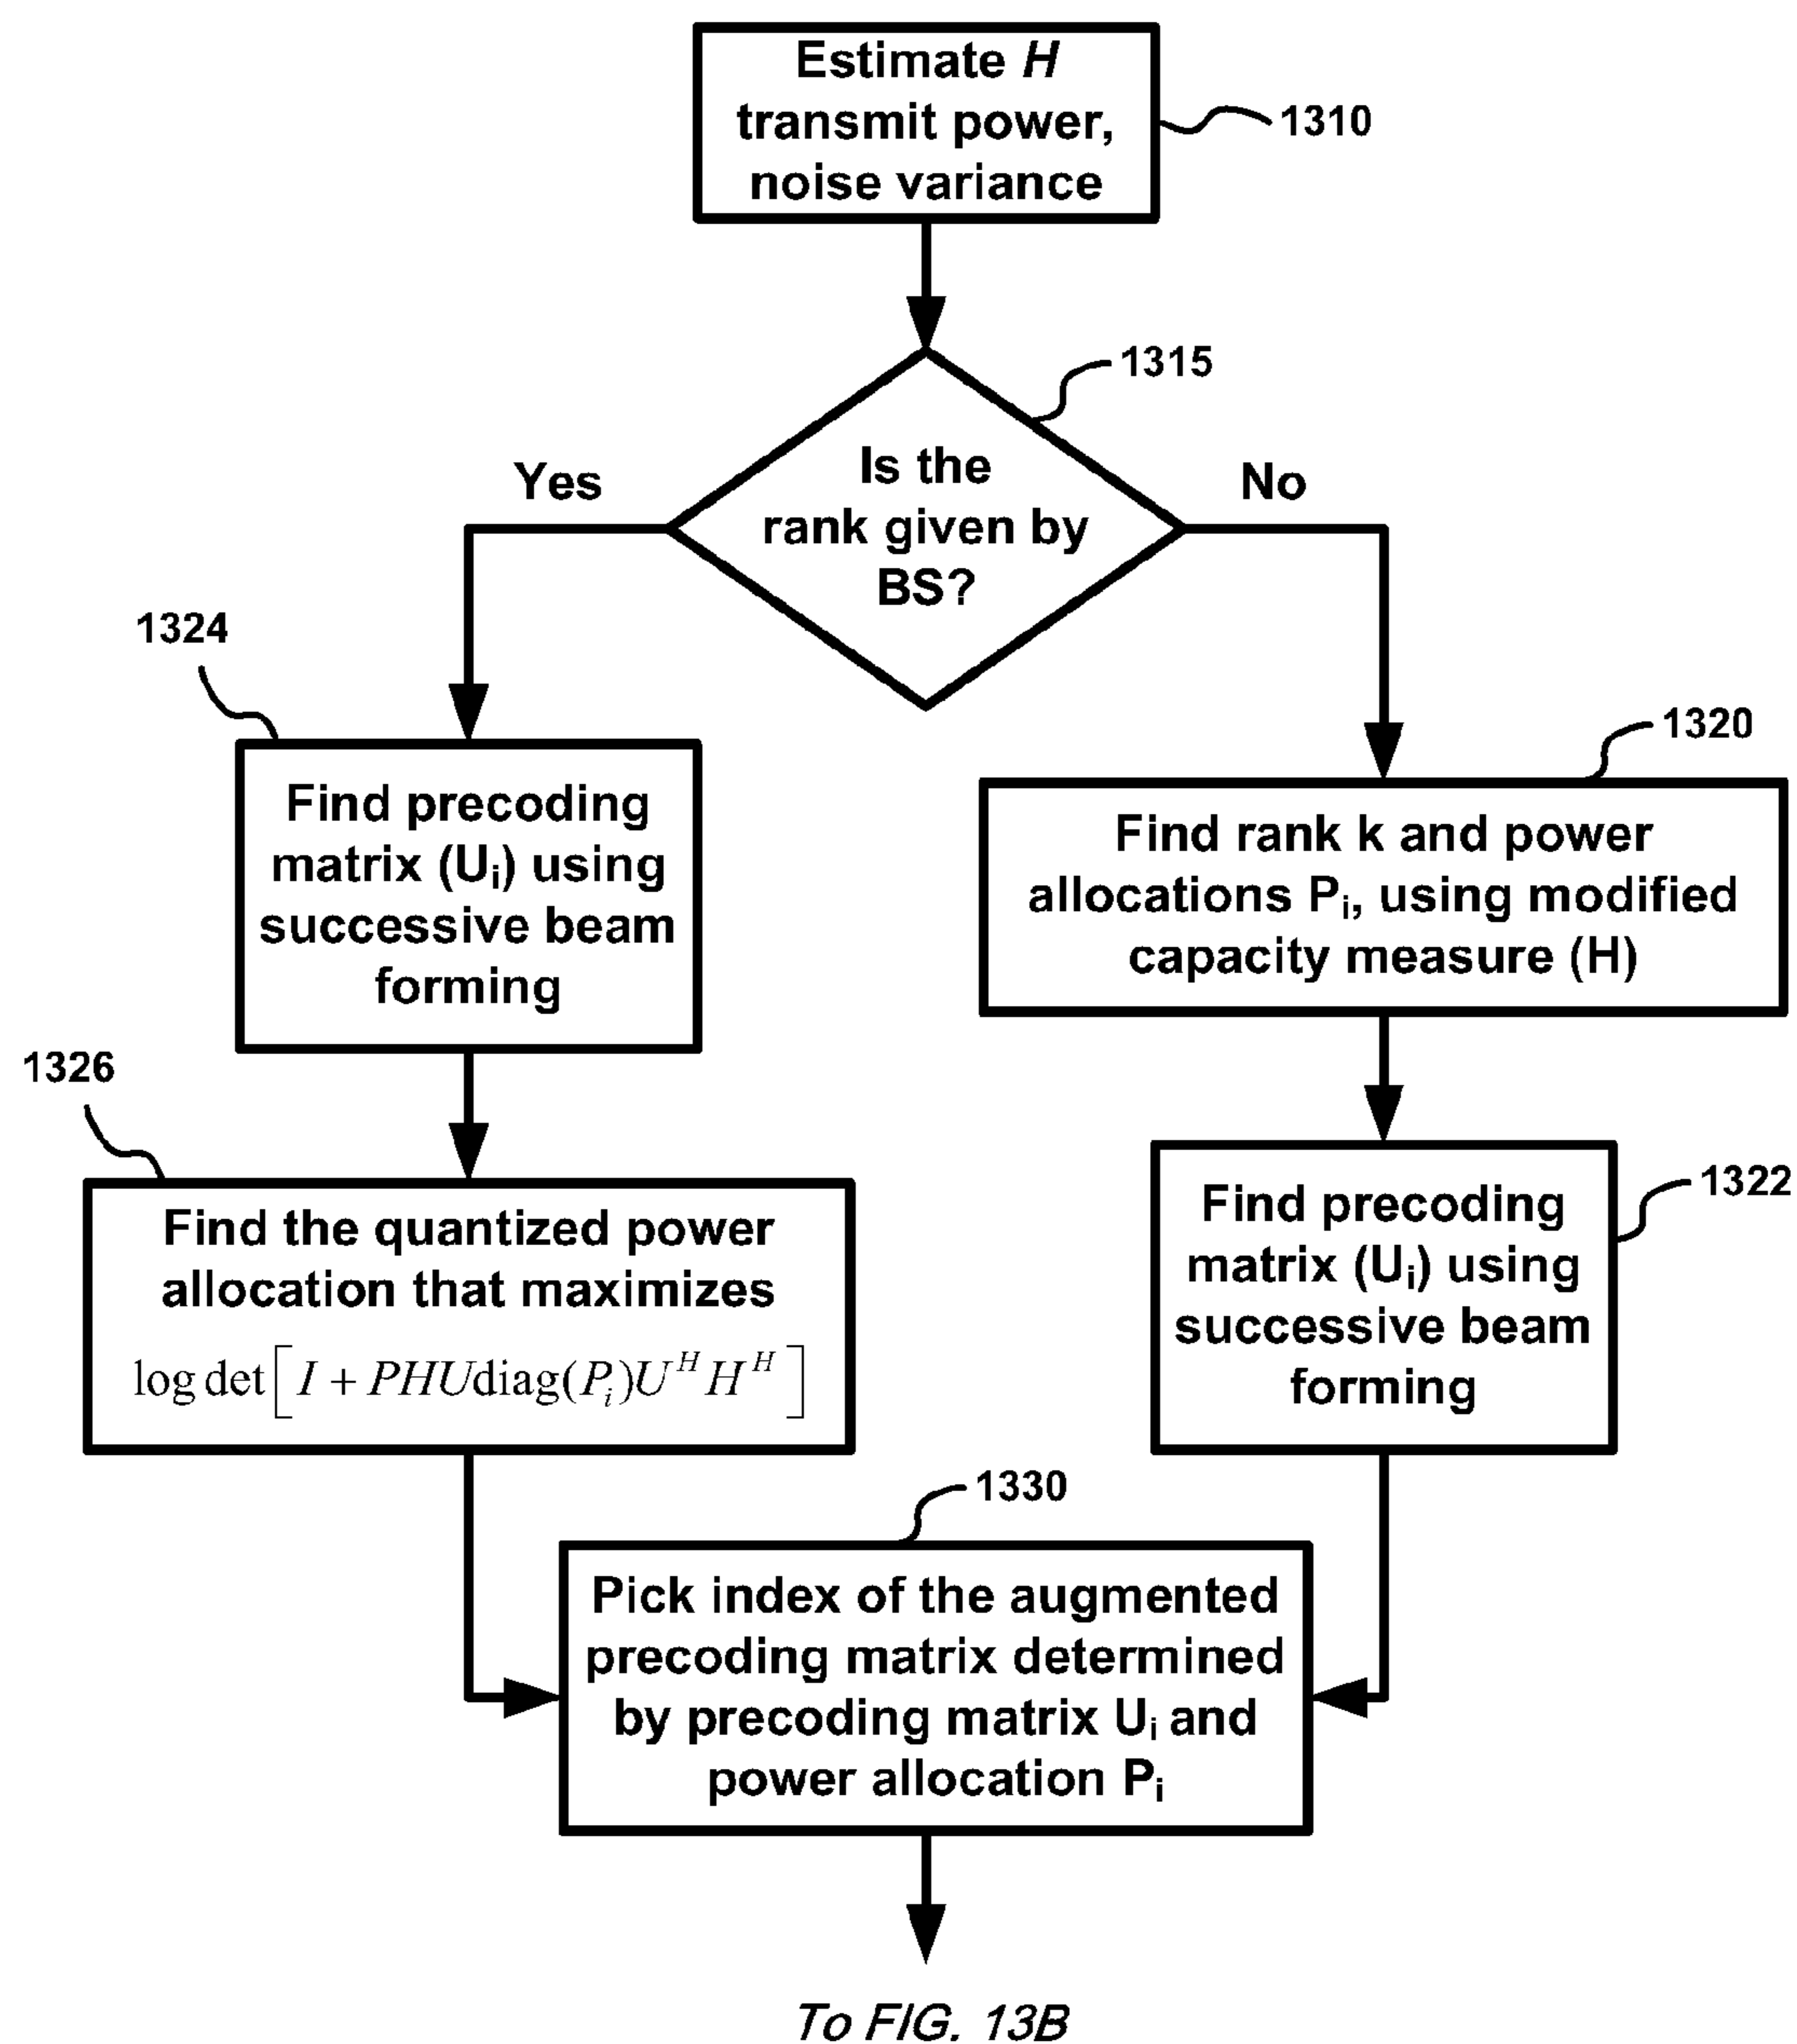 Estimate H
transmit power,
noise variance
1310
1315
Is the
rank given by
BS?
Yes
No
1324
Find precoding
matrix (Ui) using
successive beam
forming
1320
Find rank k and power
allocations Pi, using modified
capacity measure (H)
1326
Find the quantized power
allocation that maximizes
log det[I + PHUdiag(Pi)U^H H^H]
1322
Find precoding
matrix (Ui) using
successive beam
forming
1330
Pick index of the augmented
precoding matrix determined
by precoding matrix Ui and
power allocation Pi
To FIG. 13B